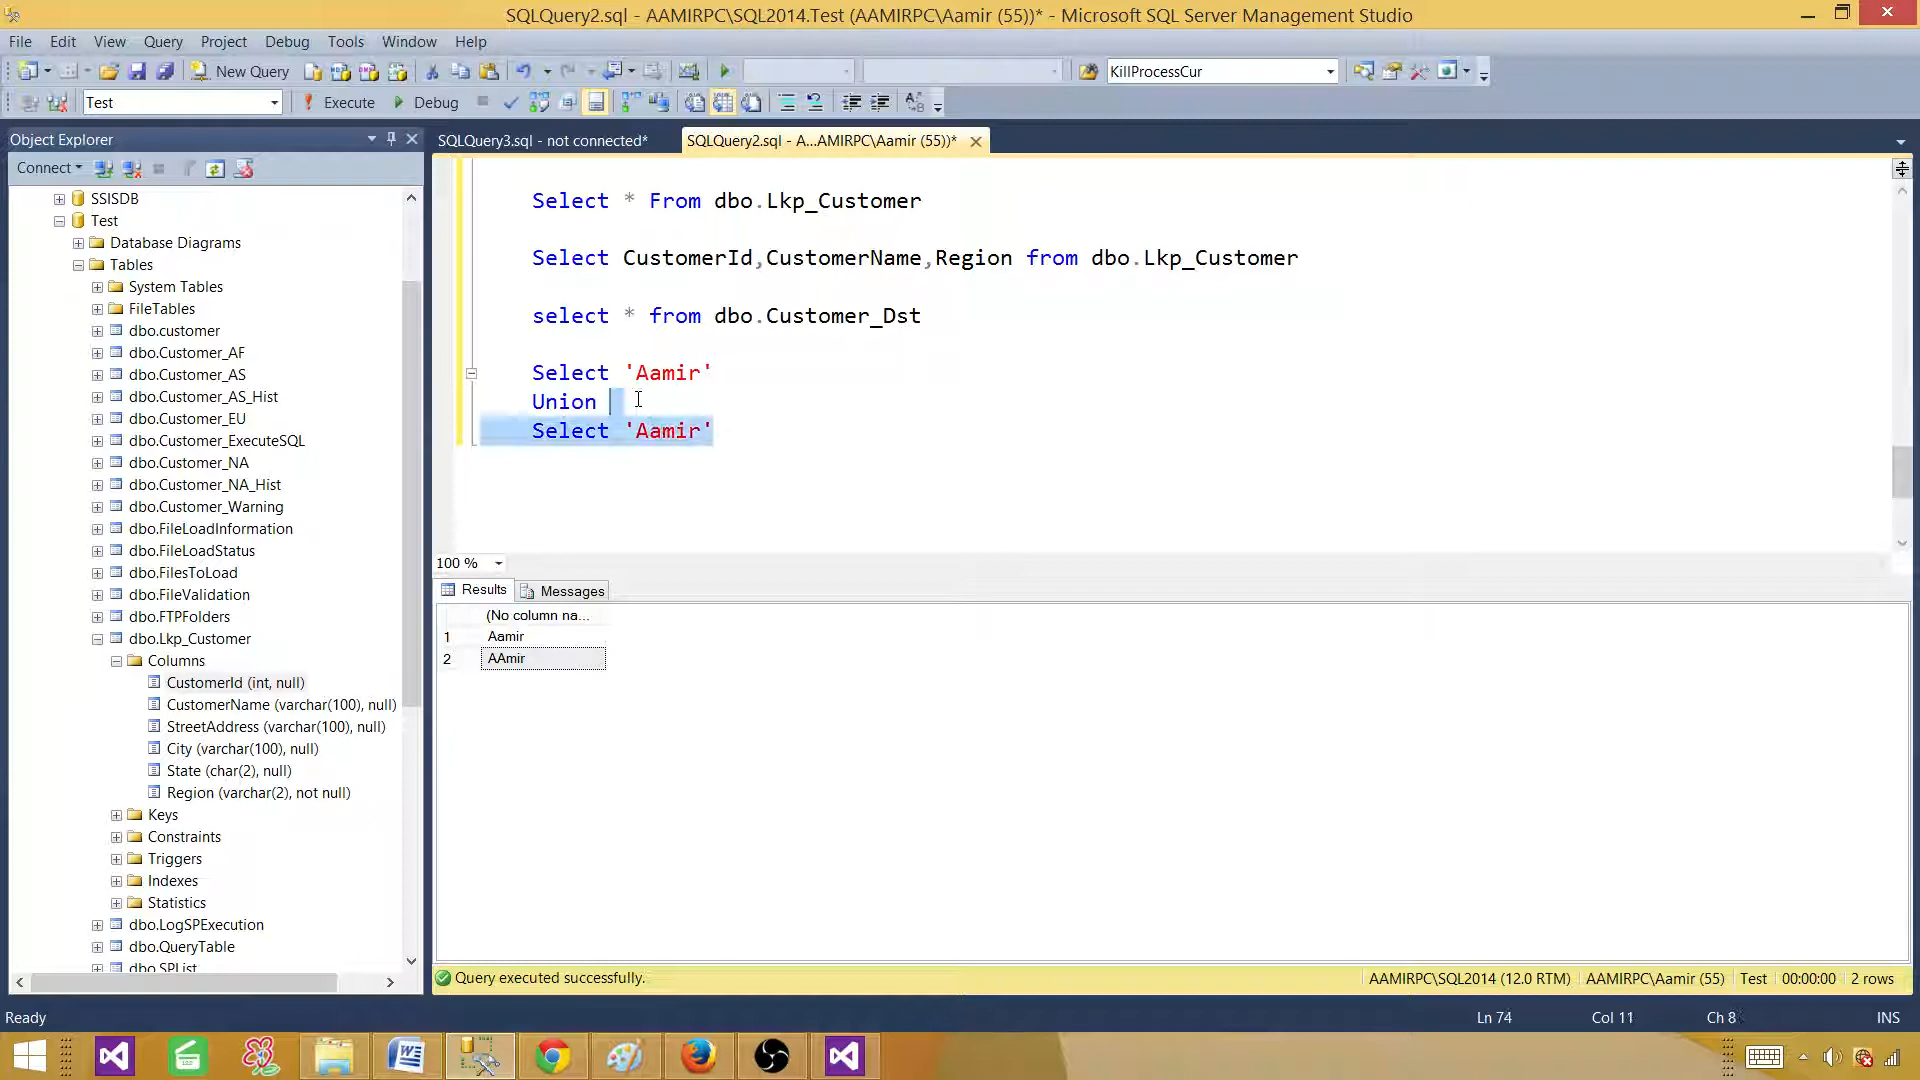 SQLQuery2.sql - AAMIRPC\SQL2014.Test (AAMIRPC\Aamir (55))* - Microsoft SQL Server Management Studio
File Edit View Query Project Debug Tools Window Help
New Query KillProcessCur
Test Execute Debug
Object Explorer
SQLQuery3.sql - not connected*
SQLQuery2.sql - A...AMIRPC\Aamir (55))*
Connect
SSISDB
Test
Database Diagrams
Tables
System Tables
FileTables
dbo.customer
dbo.Customer_AF
dbo.Customer_AS
dbo.Customer_AS_Hist
dbo.Customer_EU
dbo.Customer_ExecuteSQL
dbo.Customer_NA
dbo.Customer_NA_Hist
dbo.Customer_Warning
dbo.FileLoadInformation
dbo.FileLoadStatus
dbo.FilesToLoad
dbo.FileValidation
dbo.FTPFolders
dbo.Lkp_Customer
Columns
CustomerId (int, null)
CustomerName (varchar(100), null)
StreetAddress (varchar(100), null)
City (varchar(100), null)
State (char(2), null)
Region (varchar(2), not null)
Keys
Constraints
Triggers
Indexes
Statistics
dbo.LogSPExecution
dbo.QueryTable
dbo.SPList
Select * From dbo.Lkp_Customer
Select CustomerId,CustomerName,Region from dbo.Lkp_Customer
select * from dbo.Customer_Dst
Select 'Aamir'
Union
Select 'Aamir'
100 %
Results Messages
(No column na...
1 Aamir
2 AAmir
Query executed successfully.
AAMIRPC\SQL2014 (12.0 RTM) AAMIRPC\Aamir (55) Test 00:00:00 2 rows
Ready Ln 74 Col 11 Ch 8 INS